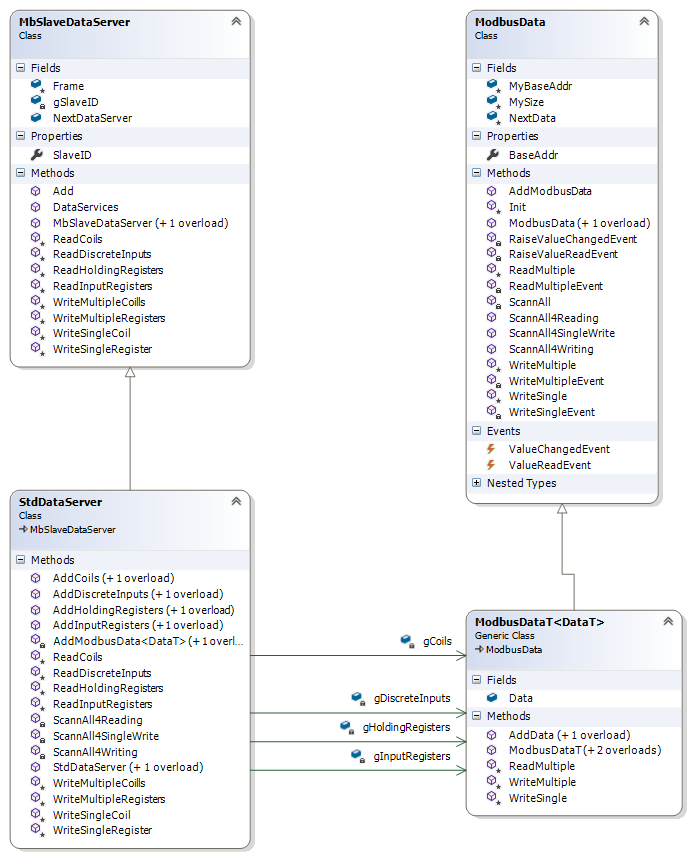 MbSlaveDataServer
Class
Fields
Frame
gSlaveID
NextDataServer
Properties
SlaveID
Methods
Add
DataServices
MbSlaveDataServer (+ 1 overload)
ReadCoils
ReadDiscreteInputs
ReadHoldingRegisters
ReadInputRegisters
WriteMultipleCoills
WriteMultipleRegisters
WriteSingleCoil
WriteSingleRegister
ModbusData
Class
Fields
MyBaseAddr
MySize
NextData
Properties
BaseAddr
Methods
AddModbusData
Init
ModbusData (+ 1 overload)
RaiseValueChangedEvent
RaiseValueReadEvent
ReadMultiple
ReadMultipleEvent
ScannAll
ScannAll4Reading
ScannAll4SingleWrite
ScannAll4Writing
WriteMultiple
WriteMultipleEvent
WriteSingle
WriteSingleEvent
Events
ValueChangedEvent
ValueReadEvent
Nested Types
StdDataServer
Class
MbSlaveDataServer
Methods
AddCoils (+ 1 overload)
AddDiscreteInputs (+ 1 overload)
AddHoldingRegisters (+ 1 overload)
AddInputRegisters (+ 1 overload)
AddModbusData<DataT> (+ 1 overl...
ReadCoils
ReadDiscreteInputs
ReadHoldingRegisters
ReadInputRegisters
ScannAll4Reading
ScannAll4SingleWrite
ScannAll4Writing
StdDataServer (+ 1 overload)
WriteMultipleCoills
WriteMultipleRegisters
WriteSingleCoil
WriteSingleRegister
gCoils
gDiscreteInputs
gHoldingRegisters
gInputRegisters
ModbusDataT<DataT>
Generic Class
ModbusData
Fields
Data
Methods
AddData (+ 1 overload)
ModbusDataT (+ 2 overloads)
ReadMultiple
WriteMultiple
WriteSingle